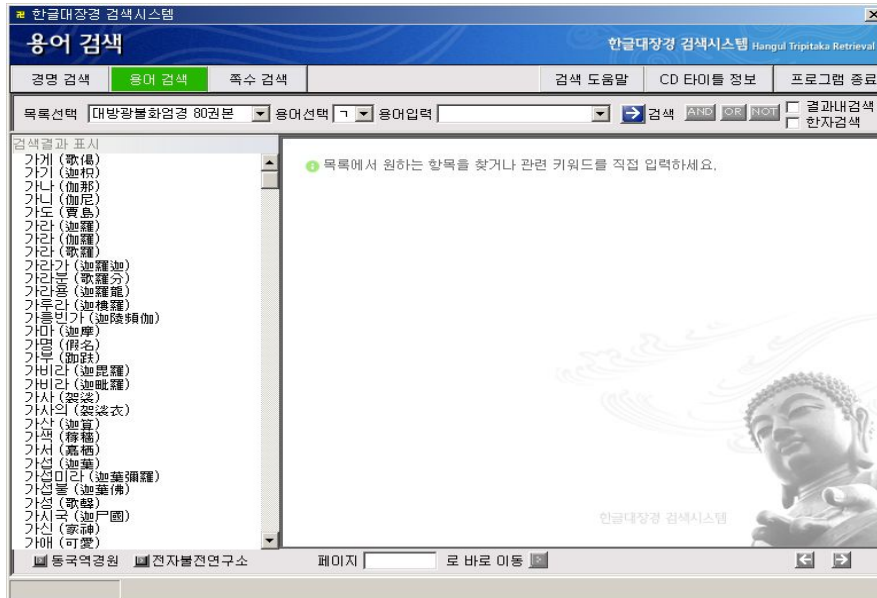 한글대장경 검색시스템
용어 검색
한글대장경 검색시스템 Hangul Tripitaka Retrieval
경명 검색 용어 검색 쪽수 검색 검색 도움말 CD 타이틀 정보 프로그램 종료
목록선택 대방광불화엄경 80권본 용어선택 ㄱ 용어입력 검색 AND OR NOT 결과내검색
한자검색
검색결과 표시
가게 (歌偈)
가기 (迦枳)
가나 (伽那)
가니 (伽尼)
가도 (賈島)
가라 (迦羅)
가라 (伽羅)
가라 (歌羅)
가라가 (迦羅迦)
가라분 (歌羅分)
가라용 (迦羅龍)
가루라 (迦樓羅)
가릉빈가 (迦陵頻伽)
가마 (迦摩)
가명 (假名)
가부 (跏趺)
가비라 (迦毘羅)
가비라 (迦毗羅)
가사 (袈裟)
가사의 (袈裟衣)
가산 (迦算)
가색 (稼穡)
가서 (嘉栖)
가섭 (迦葉)
가섭미라 (迦葉彌羅)
가섭불 (迦葉佛)
가성 (歌聲)
가시국 (迦尸國)
가신 (家神)
가애 (可愛)
목록에서 원하는 항목을 찾거나 관련 키워드를 직접 입력하세요.
한글대장경 검색시스템
동국역경원 전자불전연구소 페이지 로 바로 이동